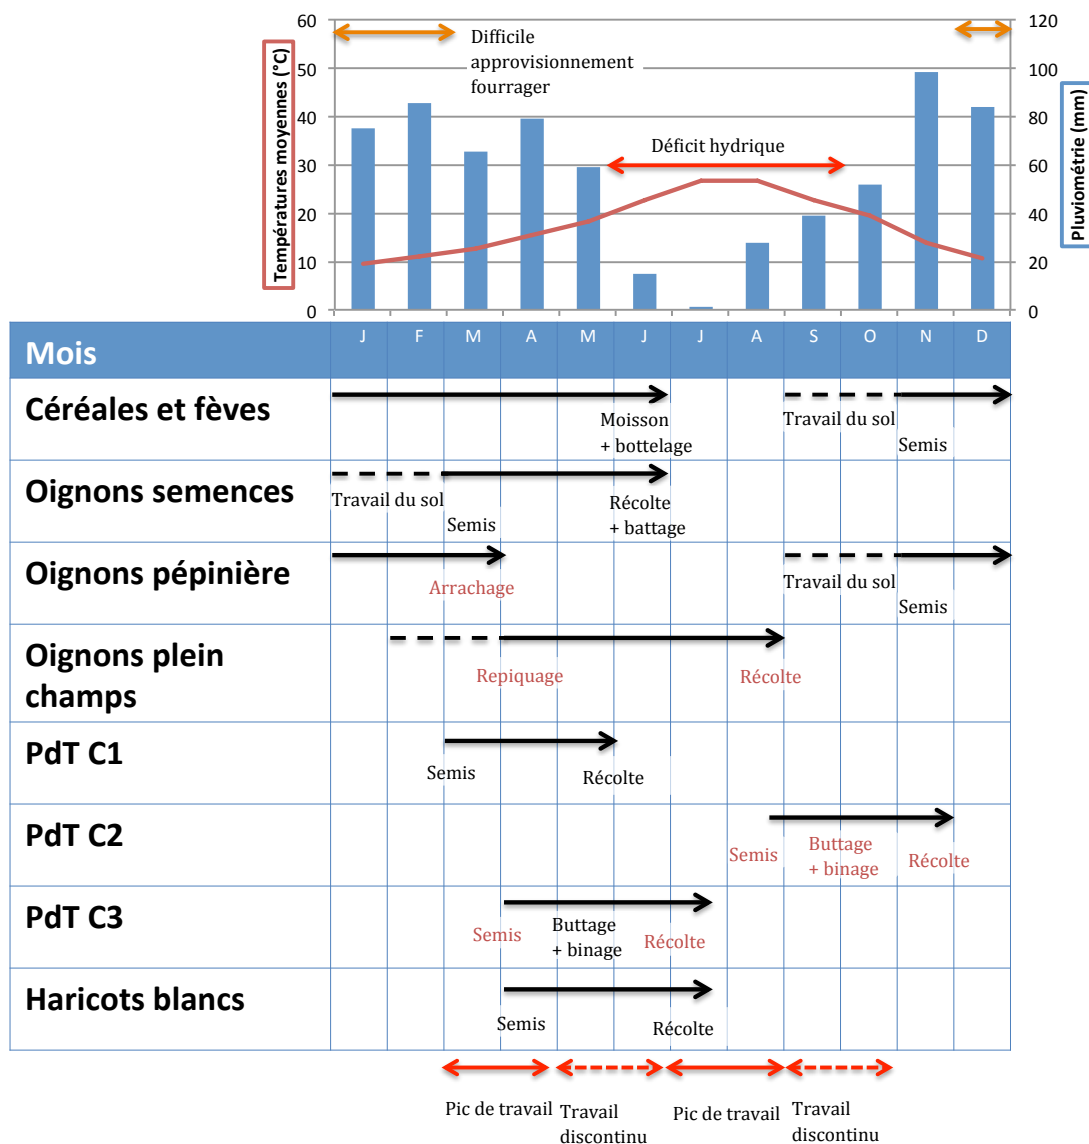 60
50
40
30
20
10
0
Températures moyennes (°C)
120
100
80
60
40
20
0
Pluviométrie (mm)
Difficile
approvisionnement
fourrager
Déficit hydrique
Mois
J F M A M J J A S O N D
Céréales et fèves
Moisson
+ bottelage
Travail du sol
Semis
Oignons semences
Travail du sol
Semis
Récolte
+ battage
Oignons pépinière
Arrachage
Travail du sol
Semis
Oignons plein
champs
Repiquage
Récolte
PdT C1
Semis
Récolte
PdT C2
Semis
Buttage
+ binage
Récolte
PdT C3
Semis
Buttage
+ binage
Récolte
Haricots blancs
Semis
Récolte
Pic de travail
Travail
discontinu
Pic de travail
Travail
discontinu